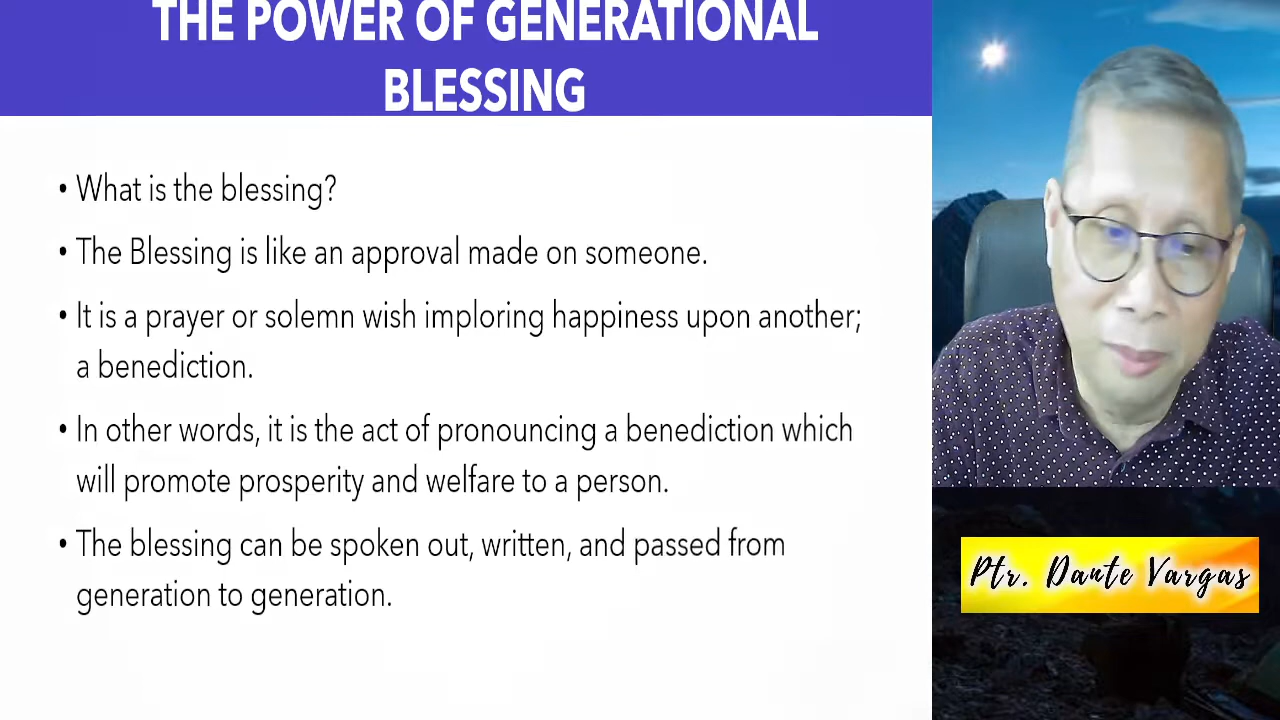 THE POWER OF GENERATIONAL
BLESSING
• What is the blessing?
• The Blessing is like an approval made on someone.
• It is a prayer or solemn wish imploring happiness upon another;
a benediction.
• In other words, it is the act of pronouncing a benediction which
will promote prosperity and welfare to a person.
• The blessing can be spoken out, written, and passed from
generation to generation.
Ptr. Dante Vargas